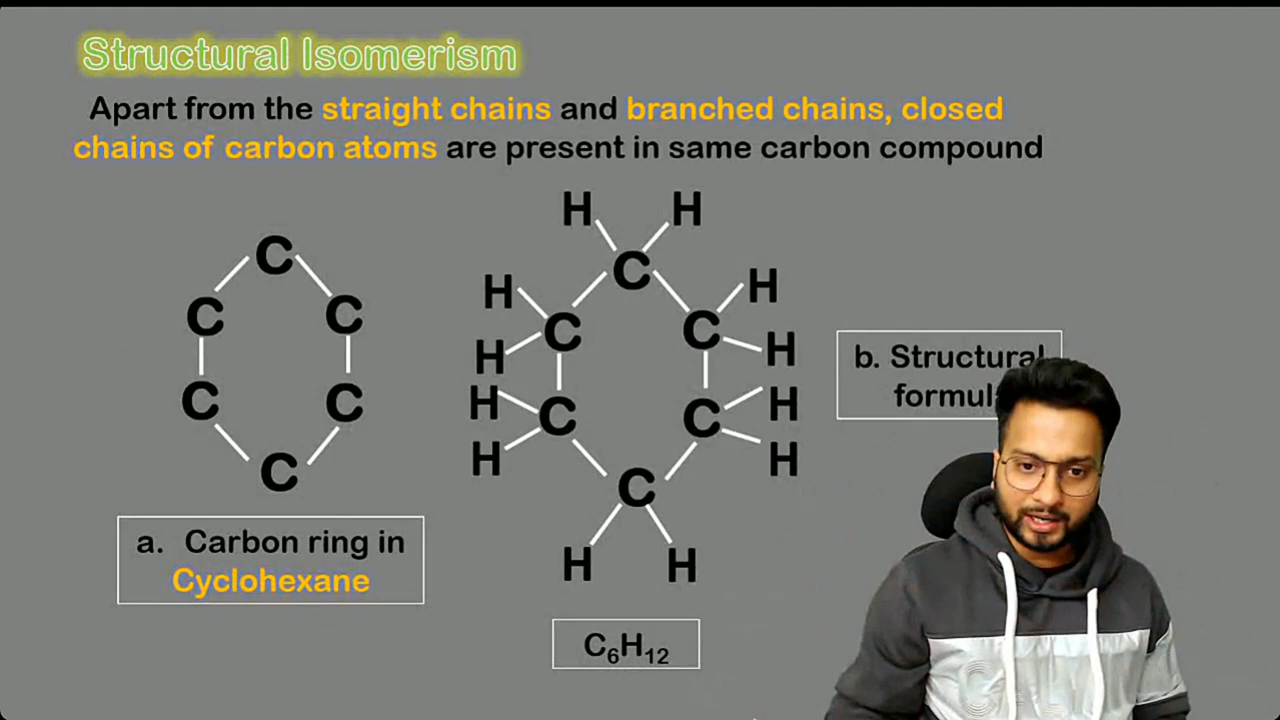 Structural Isomerism
Apart from the straight chains and branched chains, closed
chains of carbon atoms are present in same carbon compound
C
C
C
C
C
C
H H
C
H
C
H
C
H
H
H
C
H
H
C
H
C
H H
a. Carbon ring in
Cyclohexane
b. Structural
C₆H₁₂